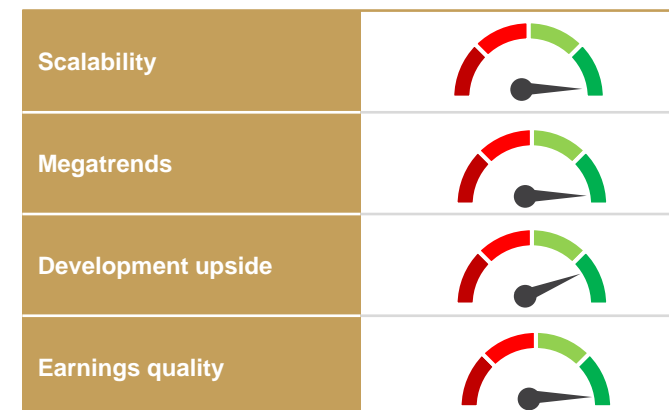 Scalability
Megatrends
Development upside
Earnings quality